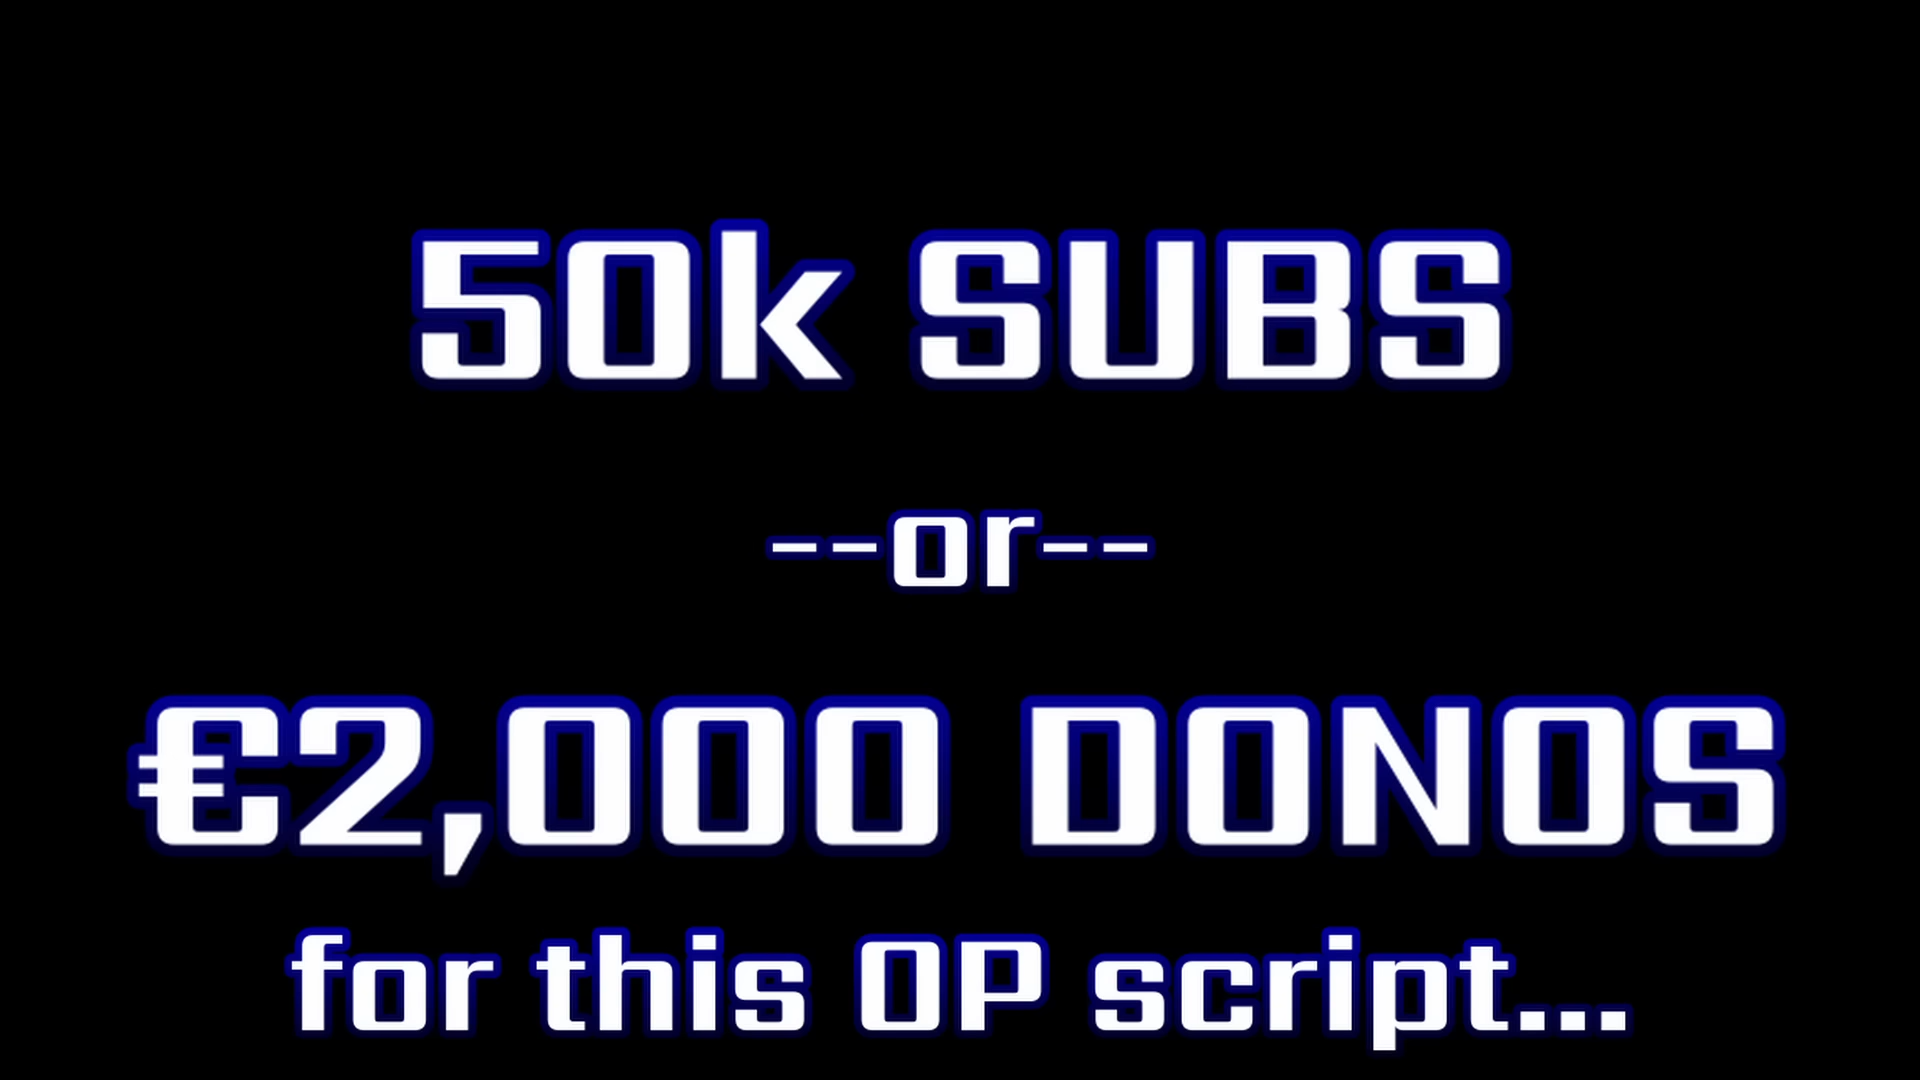 50k SUBS
--or--
€2,000 DONOS
for this OP script...